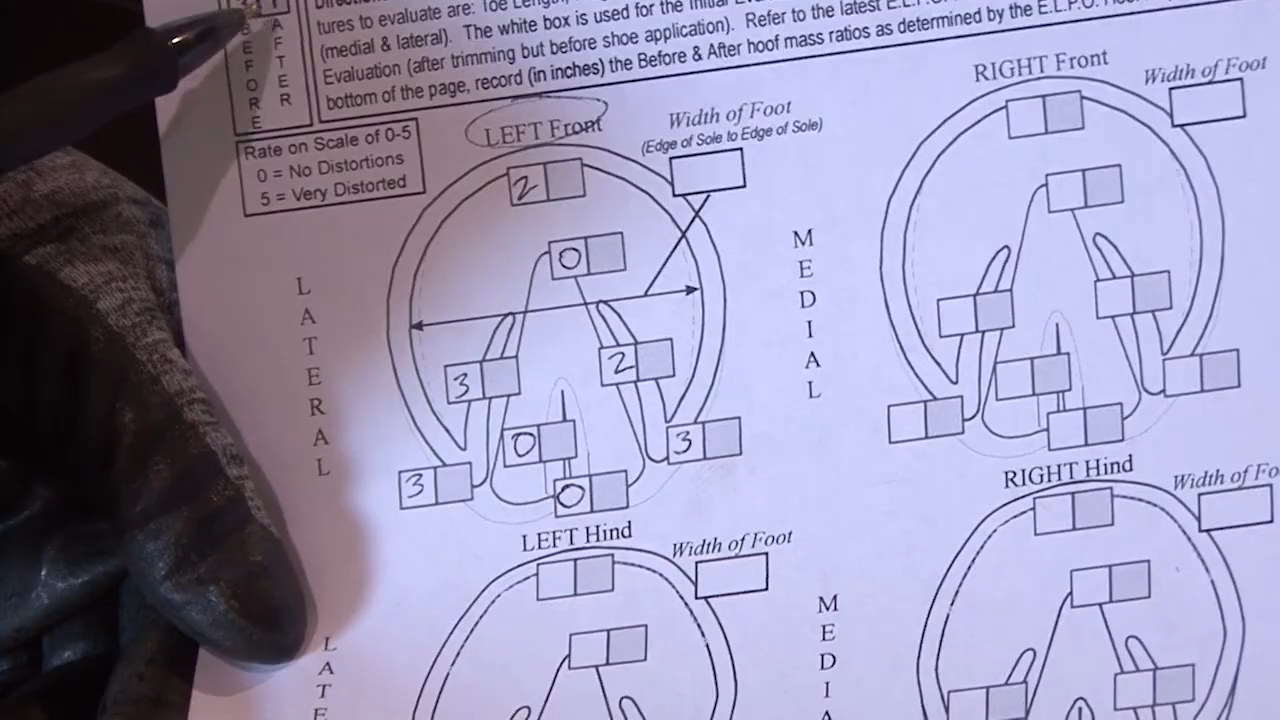 tures to evaluate are: Toe
(medial & lateral). The white box is used for the
Evaluation (after trimming but before shoe application). Refer to the latest
bottom of the page, record (in inches) the Before & After hoof mass ratios as determined by the E.L.P.O.
BEFORE
AFTER
Rate on Scale of 0-5
0 = No Distortions
5 = Very Distorted
LEFT Front
Width of Foot
(Edge of Sole to Edge of Sole)
RIGHT Front
Width of Foot
2
0
3
2
0
3
3
0
LATERAL
MEDIAL
LEFT Hind
Width of Foot
RIGHT Hind
Width of Fo
LATE
MEDI